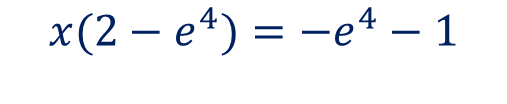 x(2 − e⁴) = −e⁴ − 1